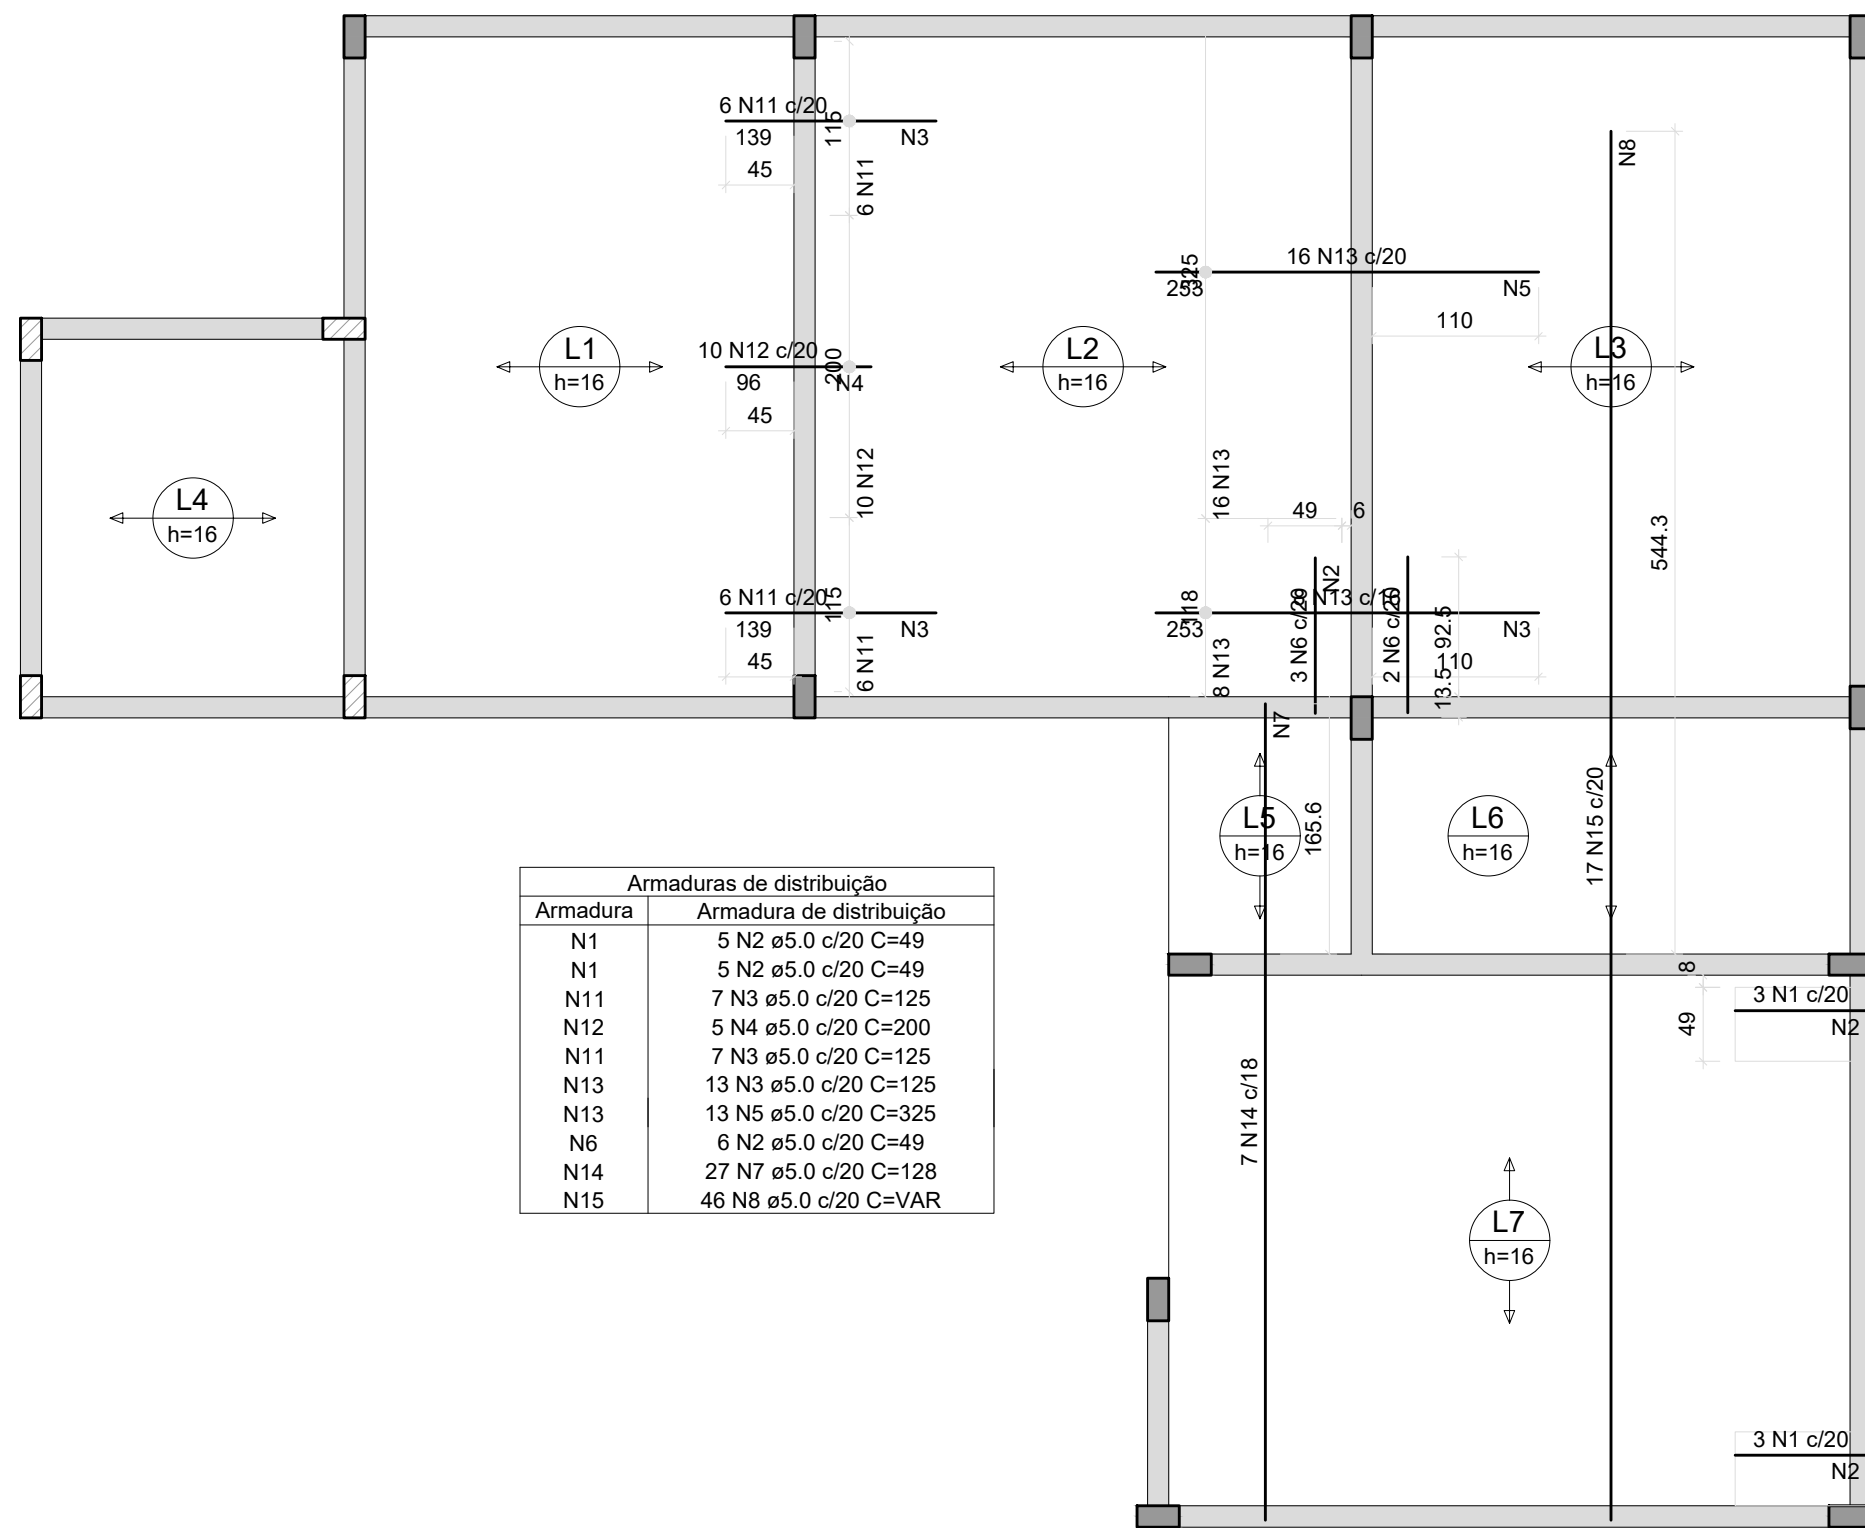 6 N11 c/20
139
45
N3
115
6 N11
16 N13 c/20
253
325
N5
110
N8
L1
h=16
10 N12 c/20
96
45
N4
200
10 N12
L2
h=16
L3
h=16
16 N13
49
6
544.3
L4
h=16
6 N11 c/20
139
45
N3
115
6 N11
8 N13 c/16
253
118
8 N13
N3
110
3 N6 c/20
N2
2 N6 c/20
92.5
13.5
N7
L5
h=16
165.6
L6
h=16
17 N15 c/20
Armaduras de distribuição
Armadura Armadura de distribuição
N1 5 N2 ø5.0 c/20 C=49
N1 5 N2 ø5.0 c/20 C=49
N11 7 N3 ø5.0 c/20 C=125
N12 5 N4 ø5.0 c/20 C=200
N11 7 N3 ø5.0 c/20 C=125
N13 13 N3 ø5.0 c/20 C=125
N13 13 N5 ø5.0 c/20 C=325
N6 6 N2 ø5.0 c/20 C=49
N14 27 N7 ø5.0 c/20 C=128
N15 46 N8 ø5.0 c/20 C=VAR
8
49
3 N1 c/20
N2
7 N14 c/18
L7
h=16
3 N1 c/20
N2